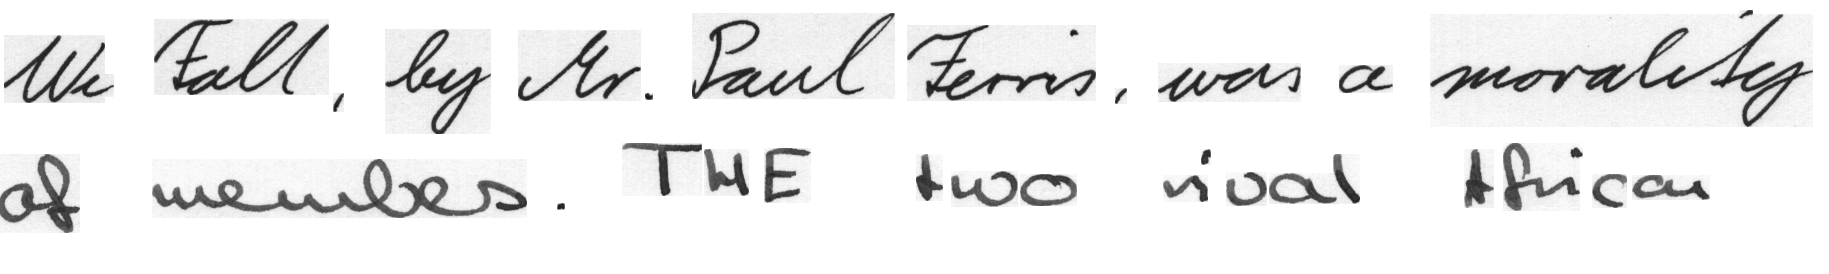 We Fall, by Mr. Paul Ferris, was a morality
of members. THE two rival African